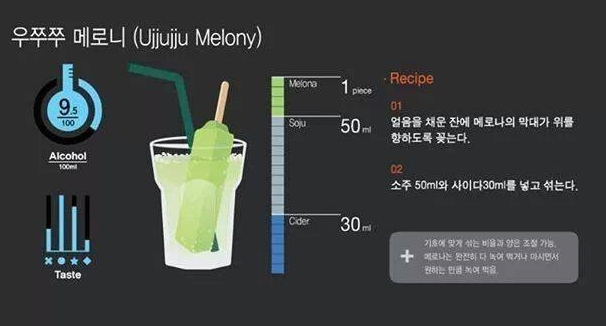 우쭈쭈 메로니 (Ujjujju Melony)
9.5
100
Alcohol
100ml
Taste
Melona 1 piece
Soju 50 ml
Cider 30 ml
· Recipe
01
얼음을 채운 잔에 메로나의 막대가 위를
향하도록 꽂는다.
02
소주 50ml와 사이다30ml를 넣고 섞는다.
+
기호에 맞게 섞는 비율과 양은 조절 가능.
메로나는 완전히 다 녹여 먹거나 마시면서
원하는 만큼 녹여 먹음.